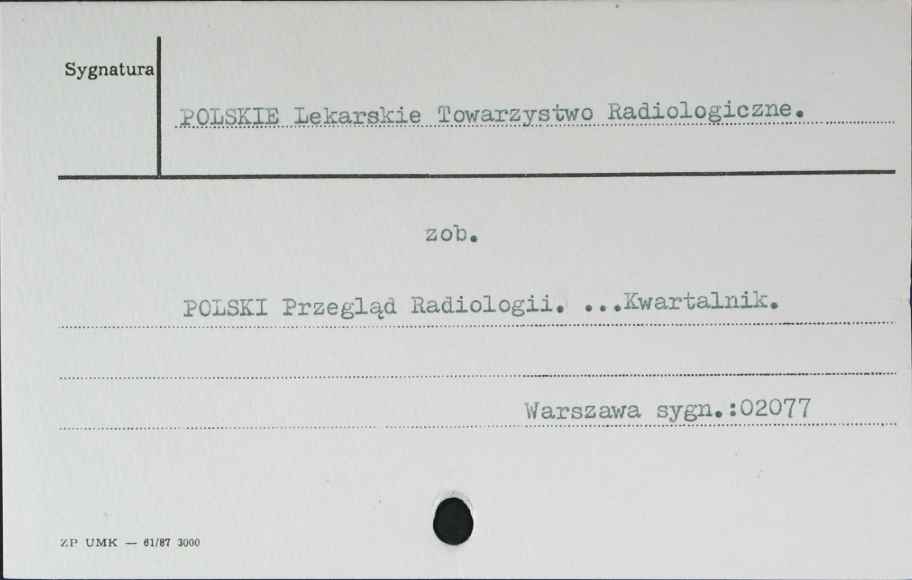 Sygnatura
POLSKIE Lekarskie Towarzystwo Radiologiczne.
zob.
POLSKI Przegląd Radiologii. ...Kwartalnik.
Warszawa sygn.:02077
ZP UMK — 61/87 3000